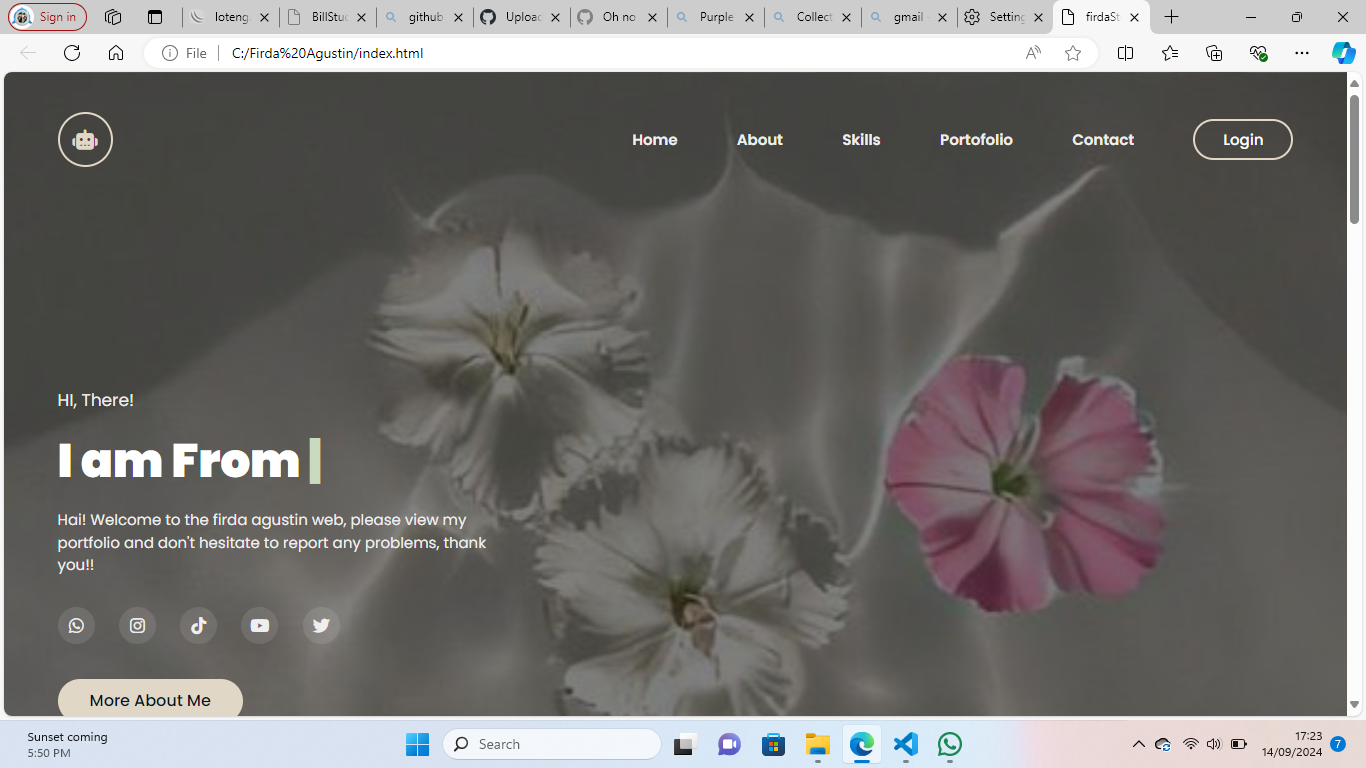 Sign in
loteng
BillStud
github
Upload
Oh no
Purple
Collect
gmail -
Setting
firdaSt
File
C:/Firda%20Agustin/index.html
Home
About
Skills
Portofolio
Contact
Login
HI, There!
I am From
Hai! Welcome to the firda agustin web, please view my
portfolio and don't hesitate to report any problems, thank
you!!
More About Me
Sunset coming
5:50 PM
Search
17:23
14/09/2024
7